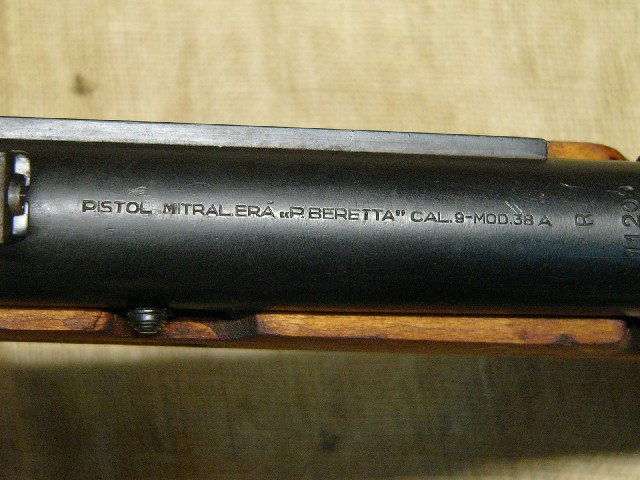 PISTOL MITRALERĂ „P. BERETTA” CAL. 9-MOD. 38 A R